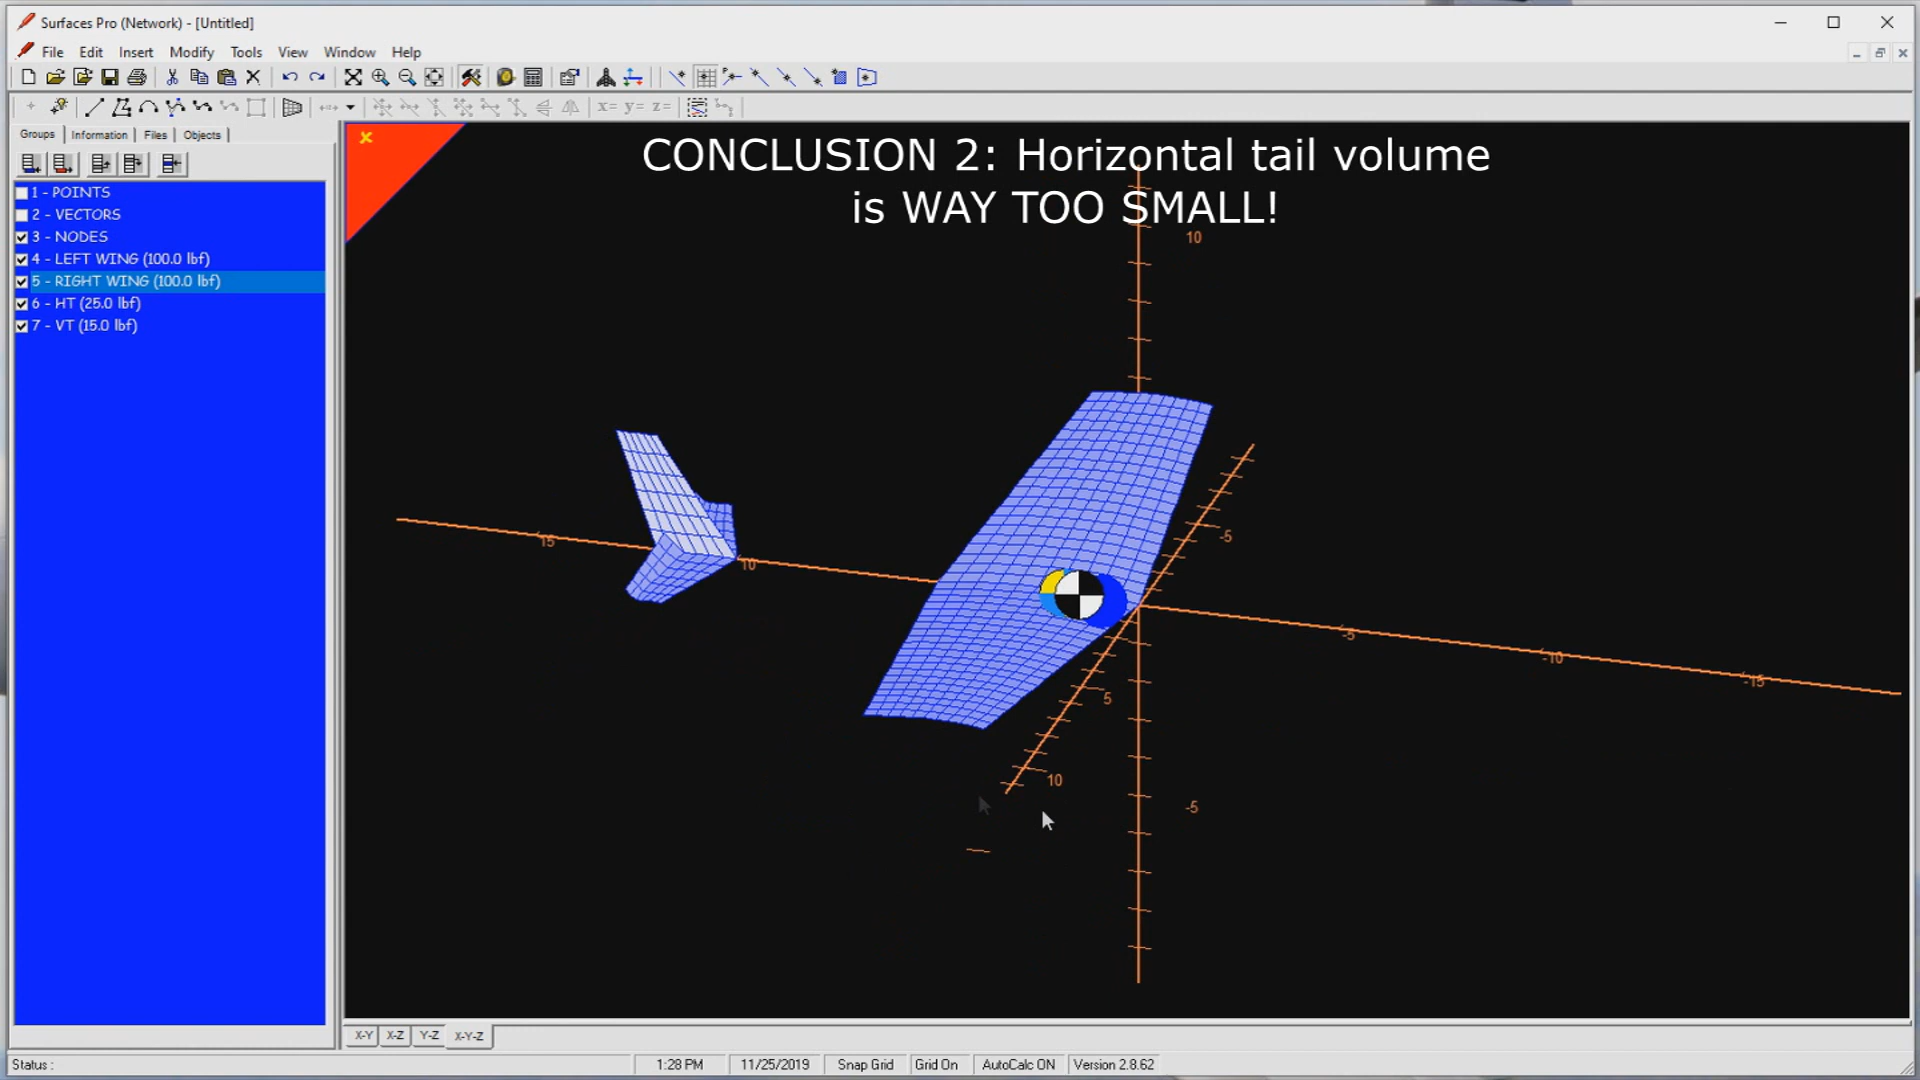 Surfaces Pro (Network) - [Untitled]
File Edit Insert Modify Tools View Window Help
x= y= z=
Groups Information Files Objects
1 - POINTS
2 - VECTORS
3 - NODES
4 - LEFT WING (100.0 lbf)
5 - RIGHT WING (100.0 lbf)
6 - HT (25.0 lbf)
7 - VT (15.0 lbf)
CONCLUSION 2: Horizontal tail volume
is WAY TOO SMALL!
10
-5
15
10
-5
-10
-15
5
10
-5
X-Y X-Z Y-Z X-Y-Z
Status : 1:28 PM 11/25/2019 Snap Grid Grid On AutoCalc ON Version 2.8.62